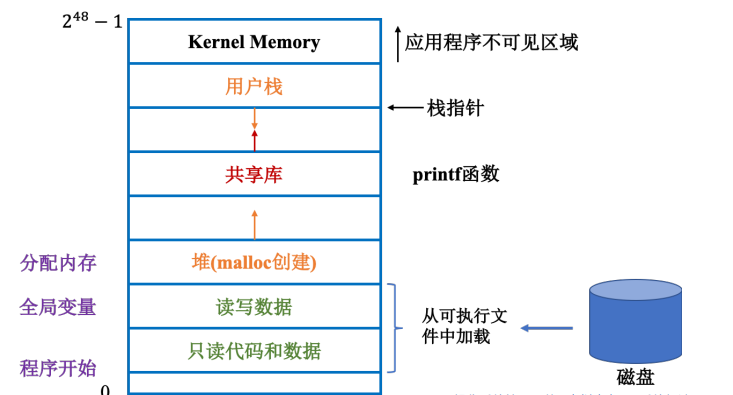 2^48 − 1
Kernel Memory
应用程序不可见区域
用户栈
栈指针
共享库
printf函数
分配内存
堆(malloc创建)
全局变量
读写数据
从可执行文
件中加载
只读代码和数据
程序开始
磁盘
0